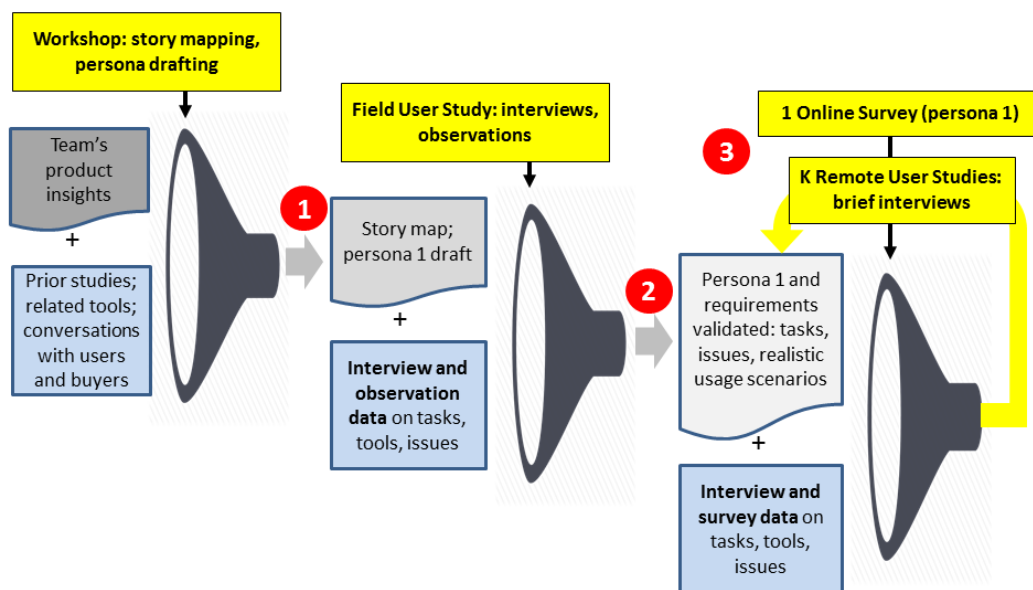 Workshop: story mapping,
persona drafting
Team's
product
insights
+
Prior studies;
related tools;
conversations
with users
and buyers
1
Field User Study: interviews,
observations
Story map;
persona 1 draft
+
Interview and
observation
data on tasks,
tools, issues
2
3
1 Online Survey (persona 1)
K Remote User Studies:
brief interviews
Persona 1 and
requirements
validated: tasks,
issues, realistic
usage scenarios
+
Interview and
survey data on
tasks, tools,
issues